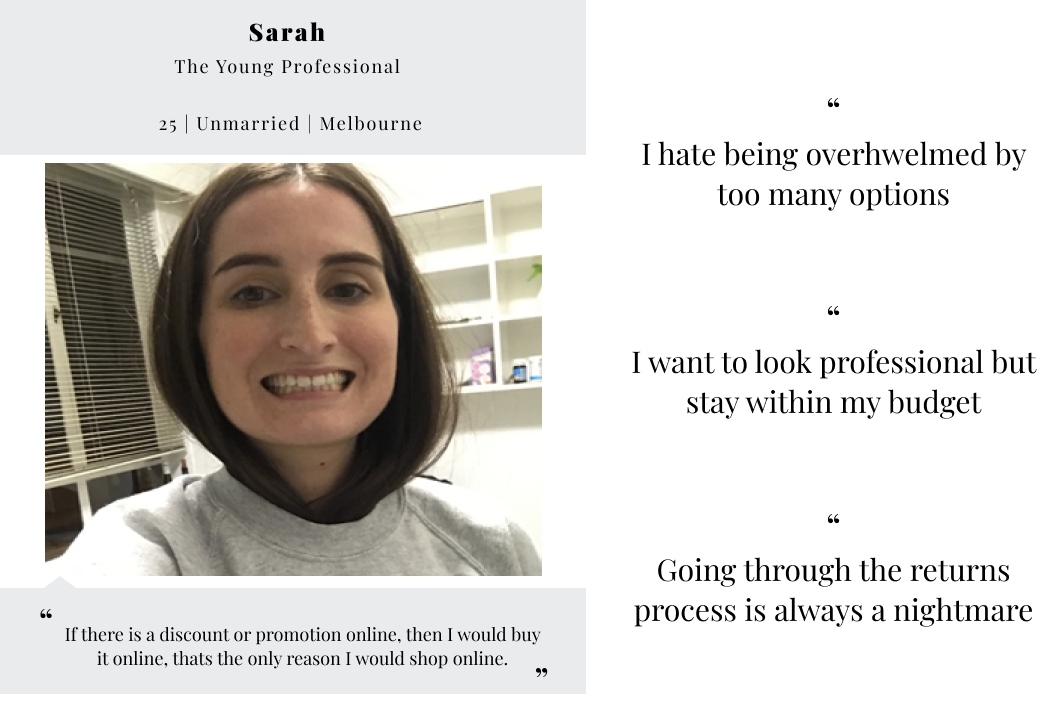 Sarah
The Young Professional
25 | Unmarried | Melbourne
“
If there is a discount or promotion online, then I would buy
it online, thats the only reason I would shop online.
”
“
I hate being overhwelmed by
too many options
“
I want to look professional but
stay within my budget
“
Going through the returns
process is always a nightmare